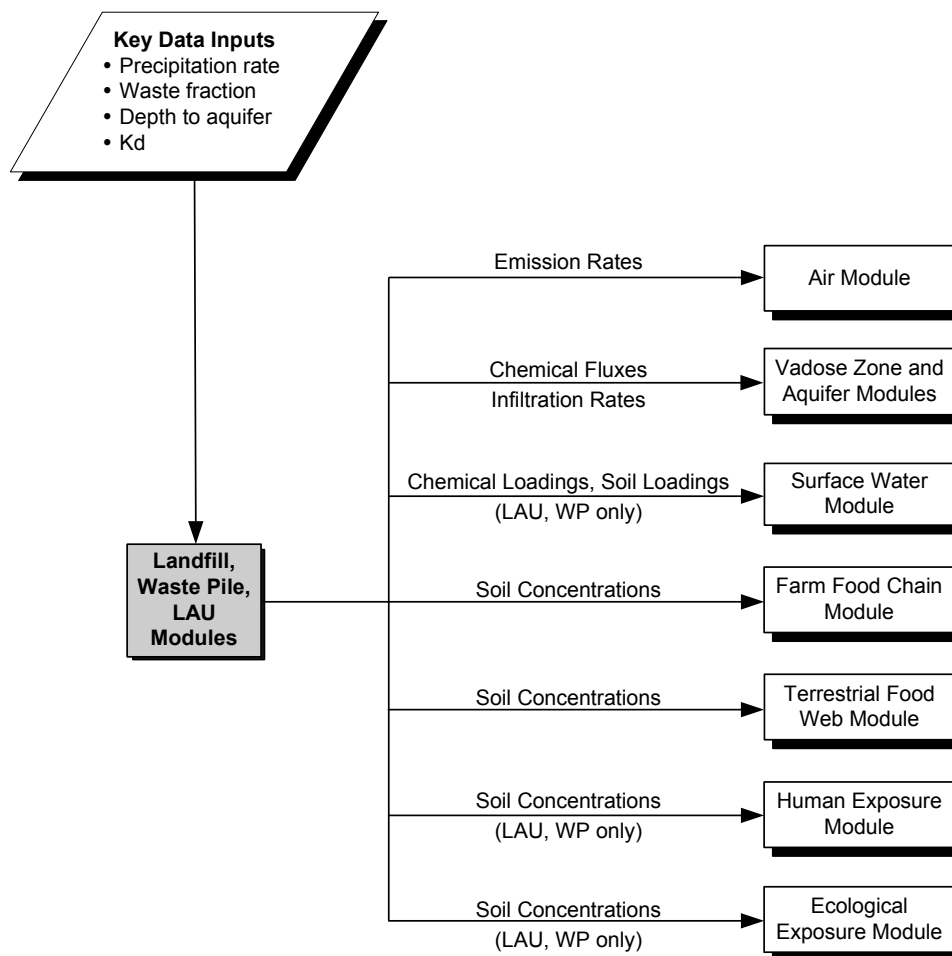 Key Data Inputs
• Precipitation rate
• Waste fraction
• Depth to aquifer
• Kd
Emission Rates
Air Module
Chemical Fluxes
Infiltration Rates
Vadose Zone and
Aquifer Modules
Chemical Loadings, Soil Loadings
(LAU, WP only)
Surface Water
Module
Landfill,
Waste Pile,
LAU
Modules
Soil Concentrations
Farm Food Chain
Module
Soil Concentrations
Terrestrial Food
Web Module
Soil Concentrations
(LAU, WP only)
Human Exposure
Module
Soil Concentrations
(LAU, WP only)
Ecological
Exposure Module